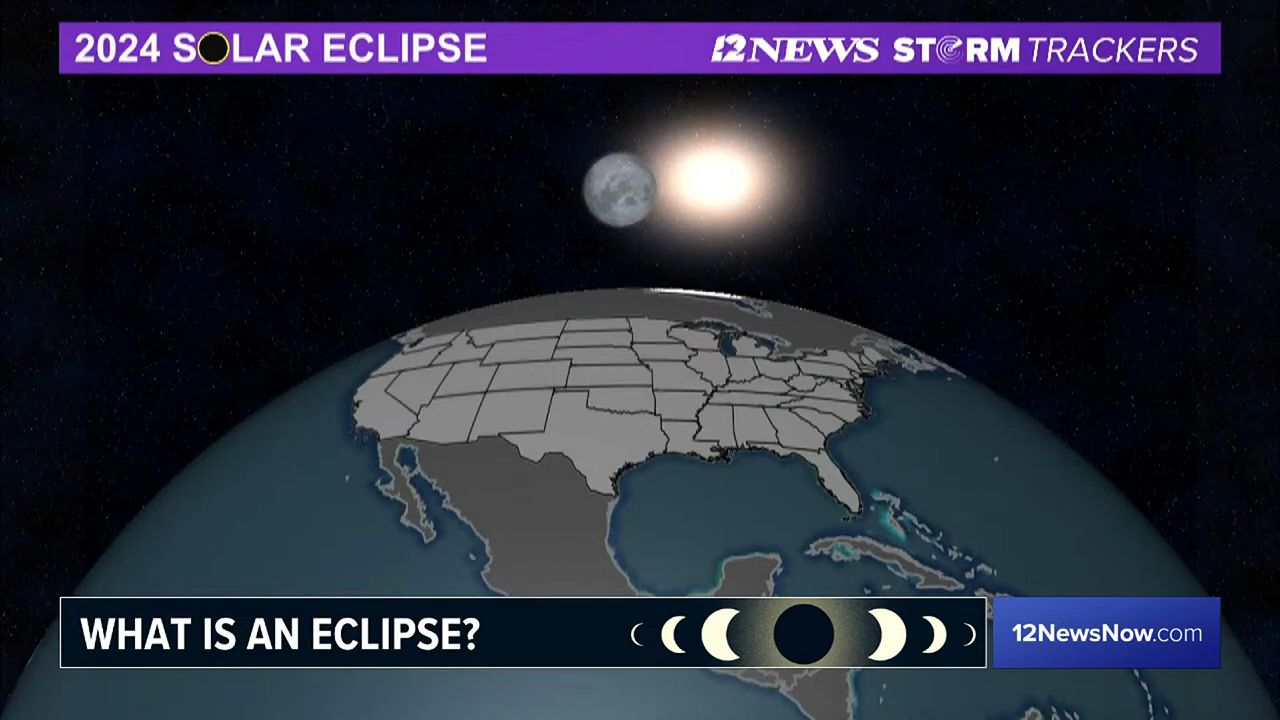 2024 SOLAR ECLIPSE
12NEWS STORM TRACKERS
WHAT IS AN ECLIPSE?
12NewsNow.com